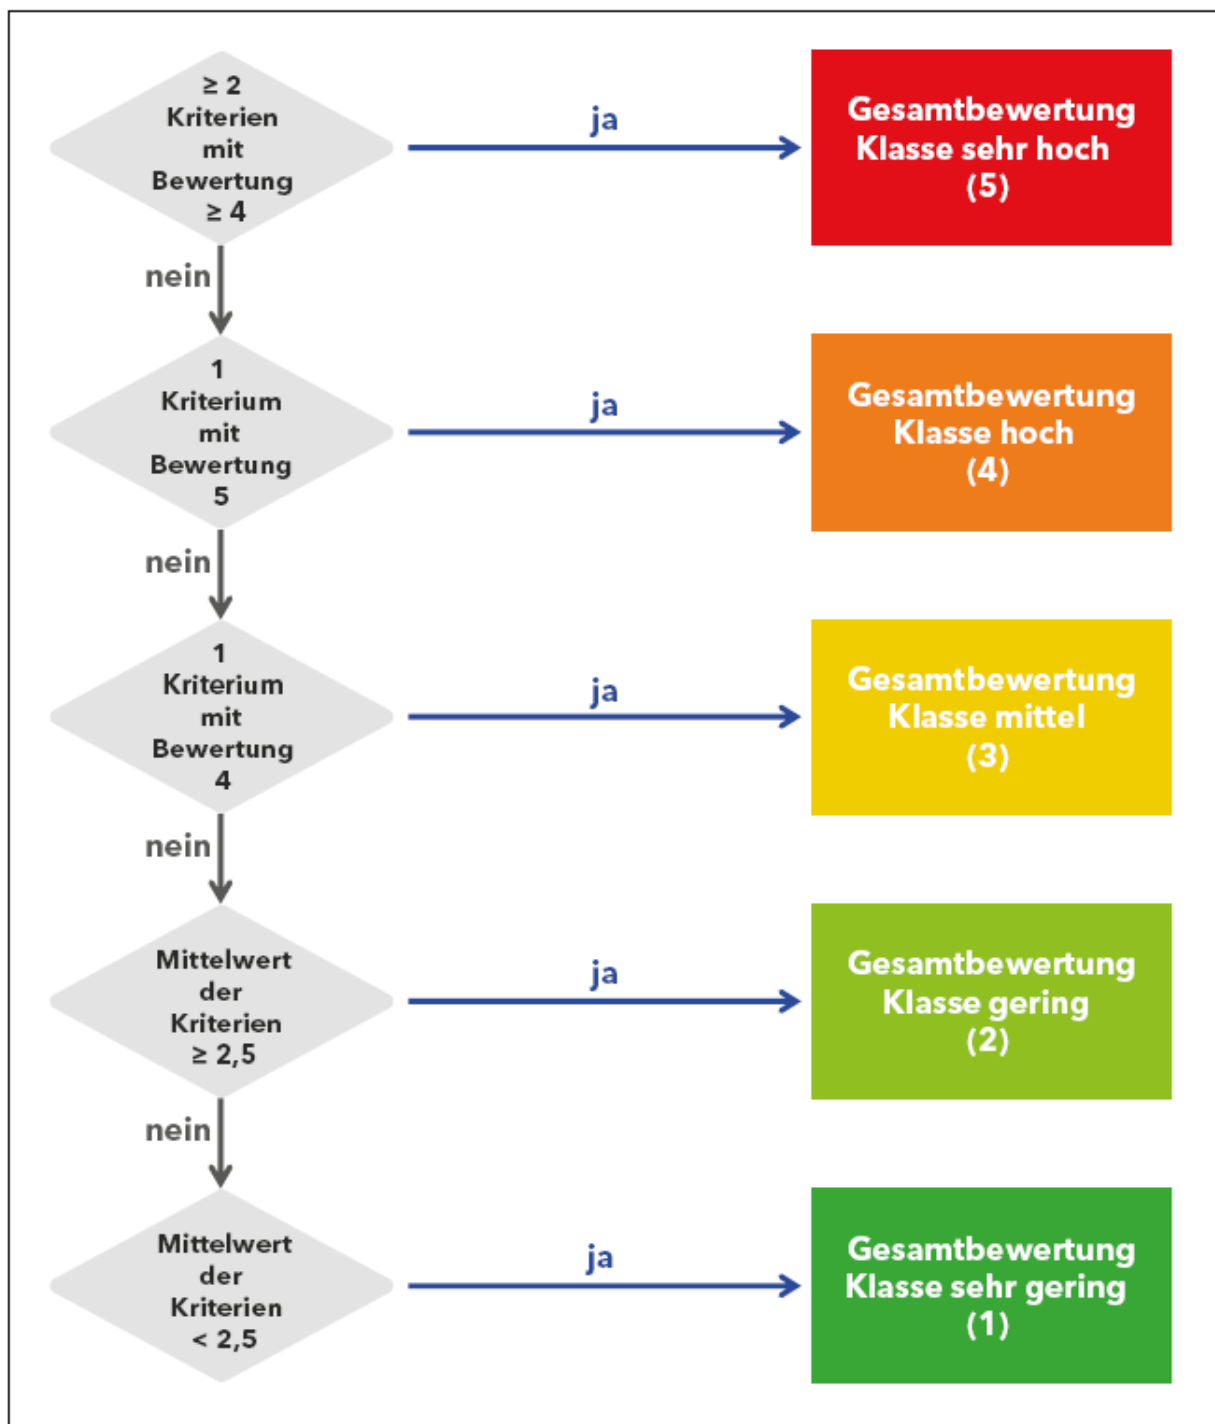 ≥ 2
Kriterien
mit
Bewertung
≥ 4
ja
Gesamtbewertung
Klasse sehr hoch
(5)
nein
1
Kriterium
mit
Bewertung
5
ja
Gesamtbewertung
Klasse hoch
(4)
nein
1
Kriterium
mit
Bewertung
4
ja
Gesamtbewertung
Klasse mittel
(3)
nein
Mittelwert
der
Kriterien
≥ 2,5
ja
Gesamtbewertung
Klasse gering
(2)
nein
Mittelwert
der
Kriterien
< 2,5
ja
Gesamtbewertung
Klasse sehr gering
(1)